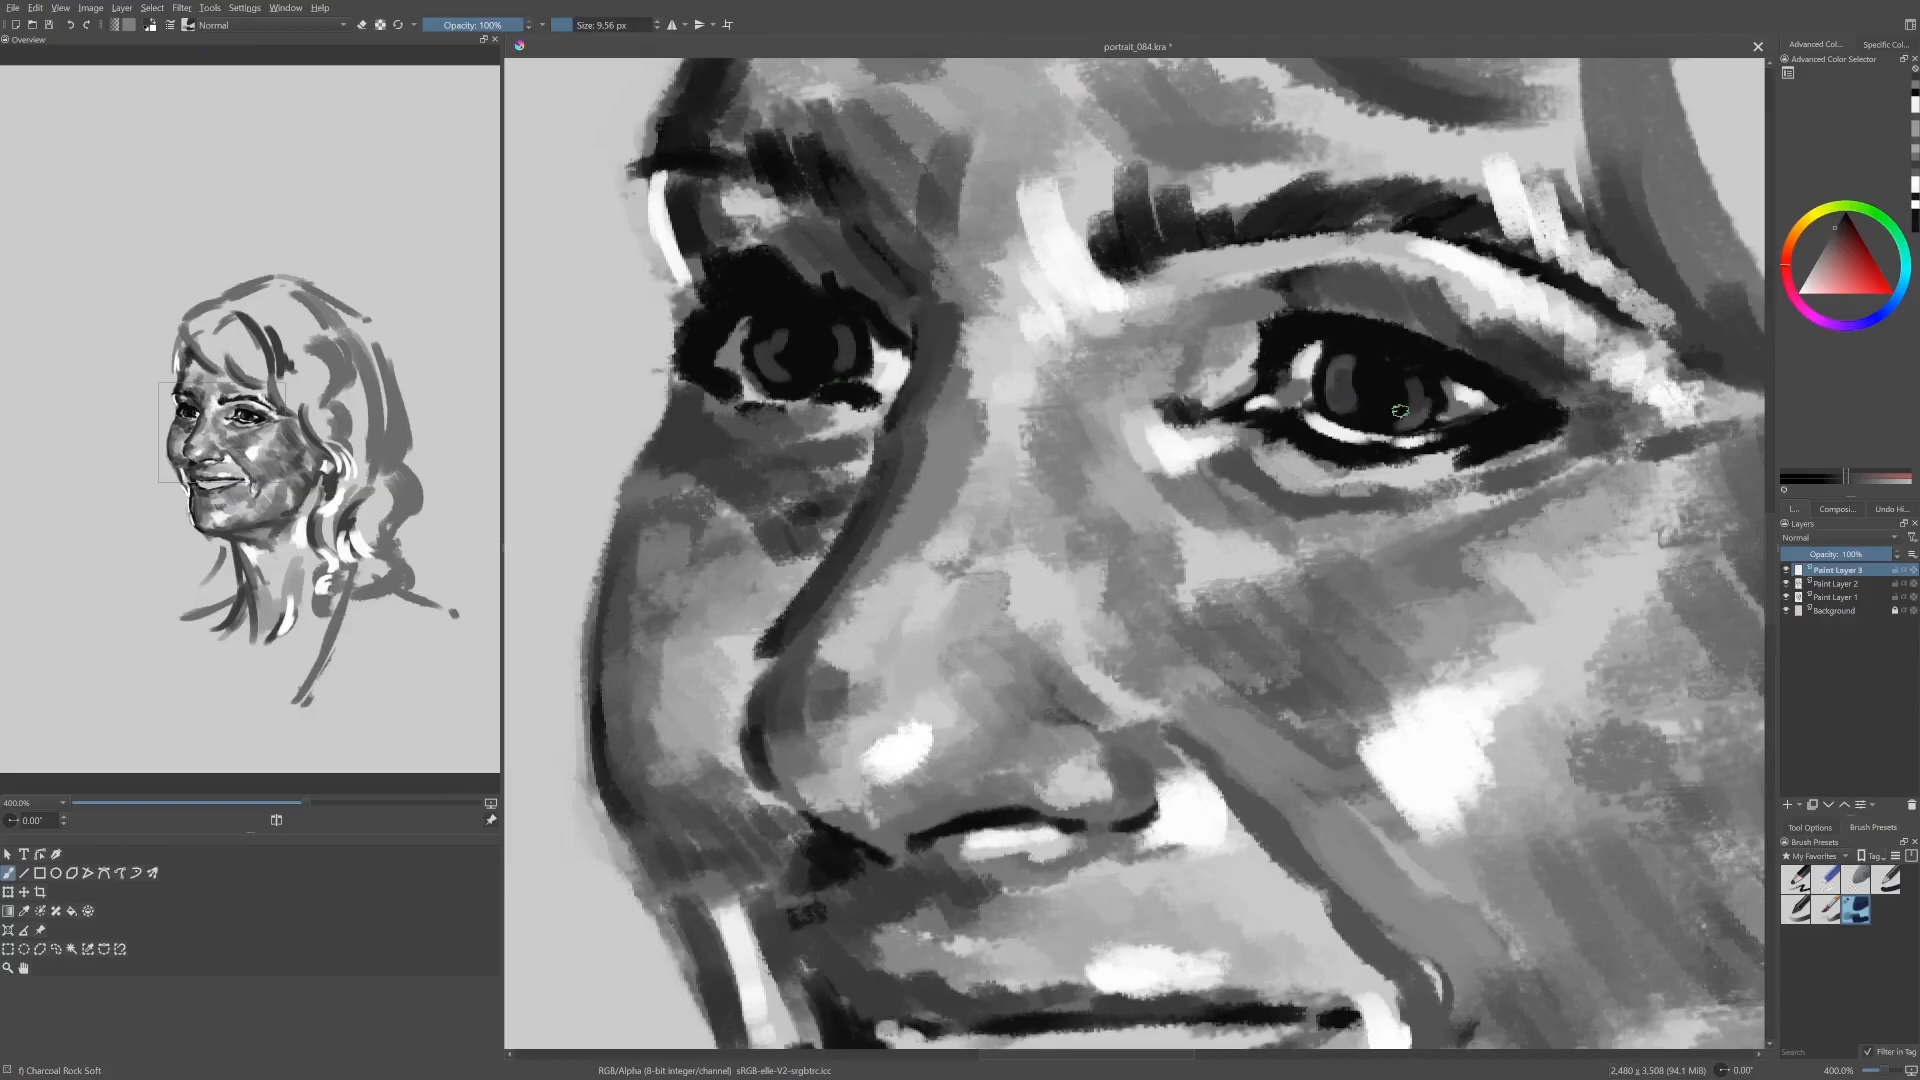 File Edit View Image Layer Select Filter Tools Settings Window Help
Normal Opacity: 100% Size: 9.56 px
Overview
portrait_084.kra *
Advanced Col... Specific Col...
Advanced Color Selector
L... Composi... Undo Hi...
Layers
Normal
Opacity: 100%
Paint Layer 3
Paint Layer 2
Paint Layer 1
Background
400.0%
0.00°
Tool Options Brush Presets
Brush Presets
My Favorites Tag...
Search Filter in Tag
f) Charcoal Rock Soft RGB/Alpha (8-bit integer/channel) sRGB-elle-V2-srgbtrc.icc 2,480 x 3,508 (94.1 MiB) 0.00° 400.0%